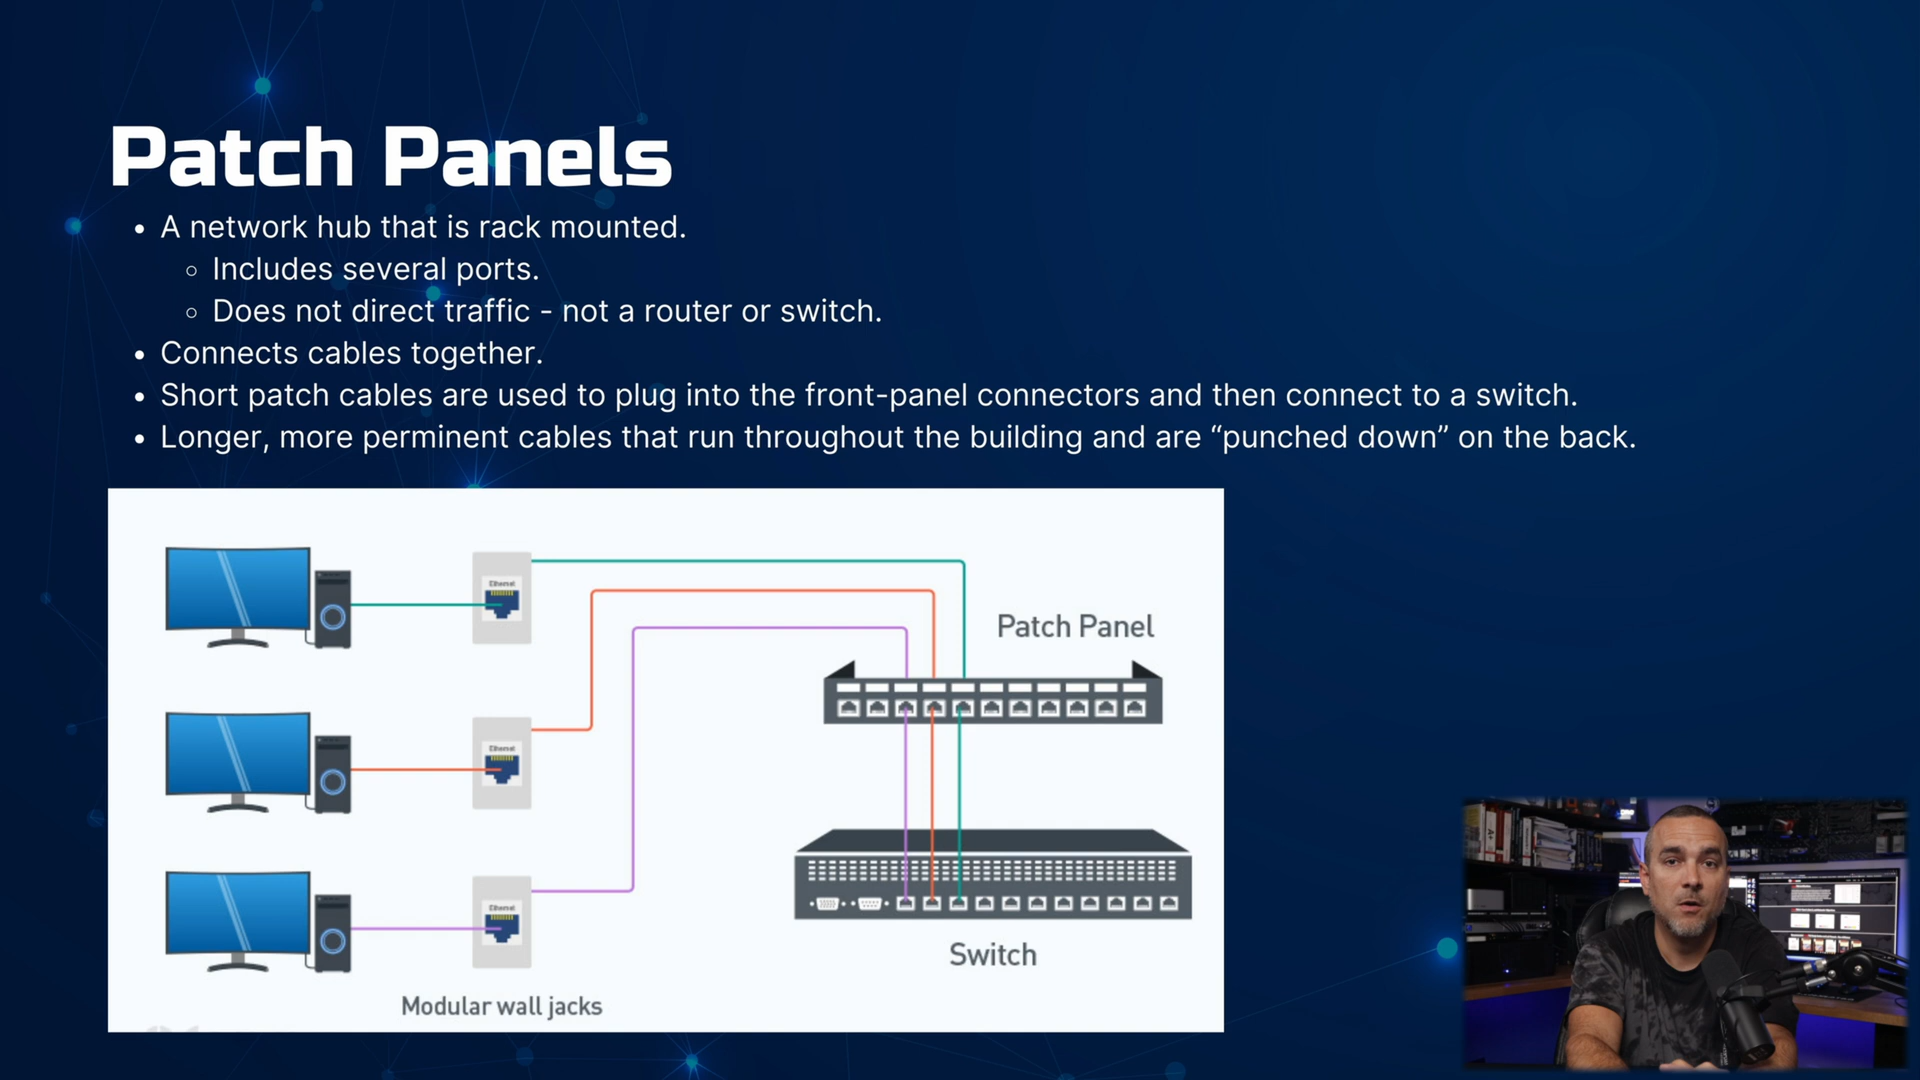 Patch Panels
• A network hub that is rack mounted.
○ Includes several ports.
○ Does not direct traffic - not a router or switch.
• Connects cables together.
• Short patch cables are used to plug into the front-panel connectors and then connect to a switch.
• Longer, more perminent cables that run throughout the building and are “punched down” on the back.
Ethernet
Patch Panel
Ethernet
Ethernet
Switch
Modular wall jacks